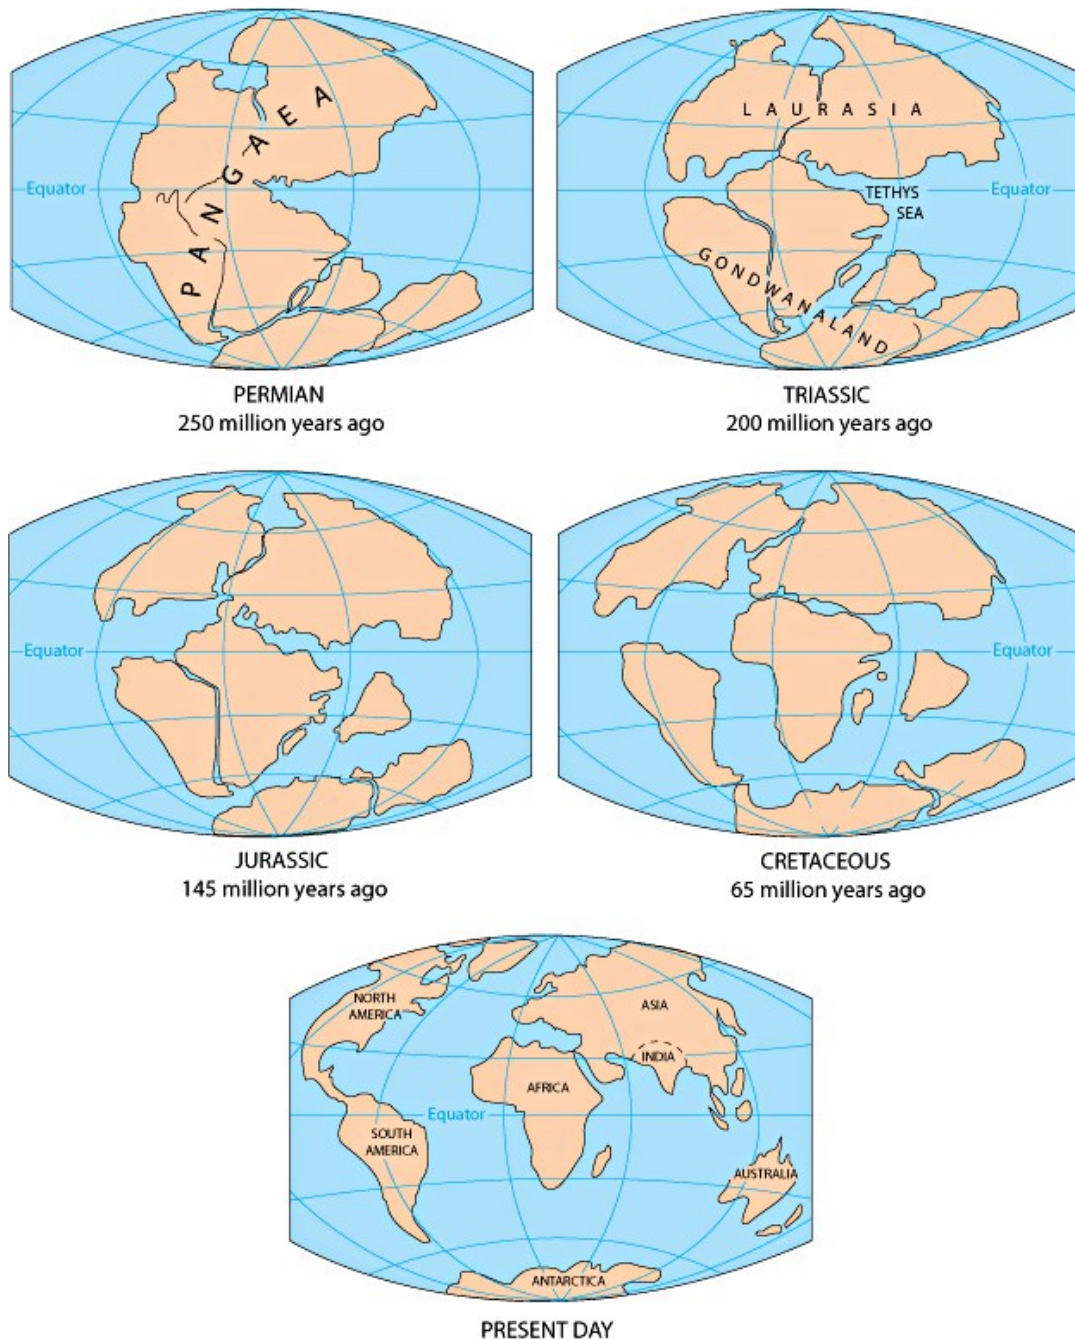 PANGAEA
Equator
PERMIAN
250 million years ago
LAURASIA
TETHYS
SEA
Equator
GONDWANALAND
TRIASSIC
200 million years ago
Equator
JURASSIC
145 million years ago
Equator
CRETACEOUS
65 million years ago
NORTH
AMERICA
ASIA
INDIA
AFRICA
Equator
SOUTH
AMERICA
AUSTRALIA
ANTARCTICA
PRESENT DAY